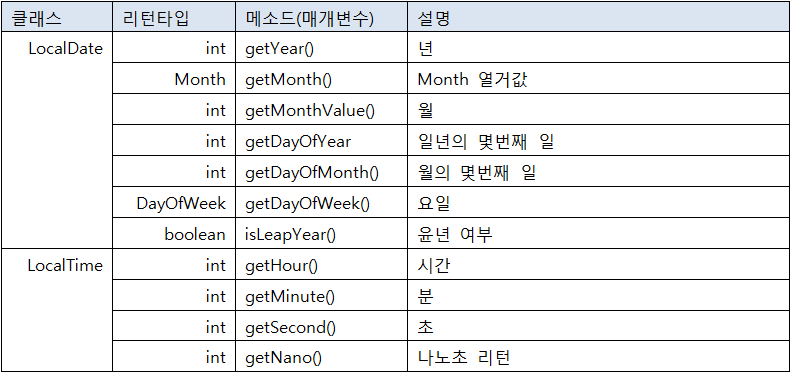 클래스 리턴타입 메소드(매개변수) 설명
LocalDate int getYear() 년
Month getMonth() Month 열거값
int getMonthValue() 월
int getDayOfYear 일년의 몇번째 일
int getDayOfMonth() 월의 몇번째 일
DayOfWeek getDayOfWeek() 요일
boolean isLeapYear() 윤년 여부
LocalTime int getHour() 시간
int getMinute() 분
int getSecond() 초
int getNano() 나노초 리턴